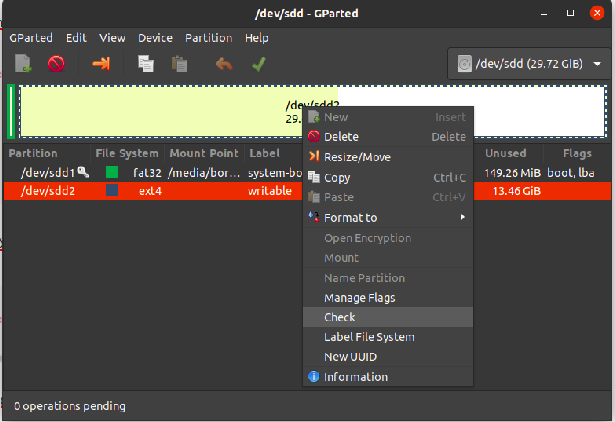 /dev/sdd - GParted
GParted Edit View Device Partition Help
/dev/sdd (29.72 GiB)
/dev/sdd2
29.
Partition File System Mount Point Label Unused Flags
/dev/sdd1 fat32 /media/bor... system-bo 149.26 MiB boot, lba
/dev/sdd2 ext4 writable 13.46 GiB
New Insert
Delete Delete
Resize/Move
Copy Ctrl+C
Paste Ctrl+V
Format to
Open Encryption
Mount
Name Partition
Manage Flags
Check
Label File System
New UUID
Information
0 operations pending